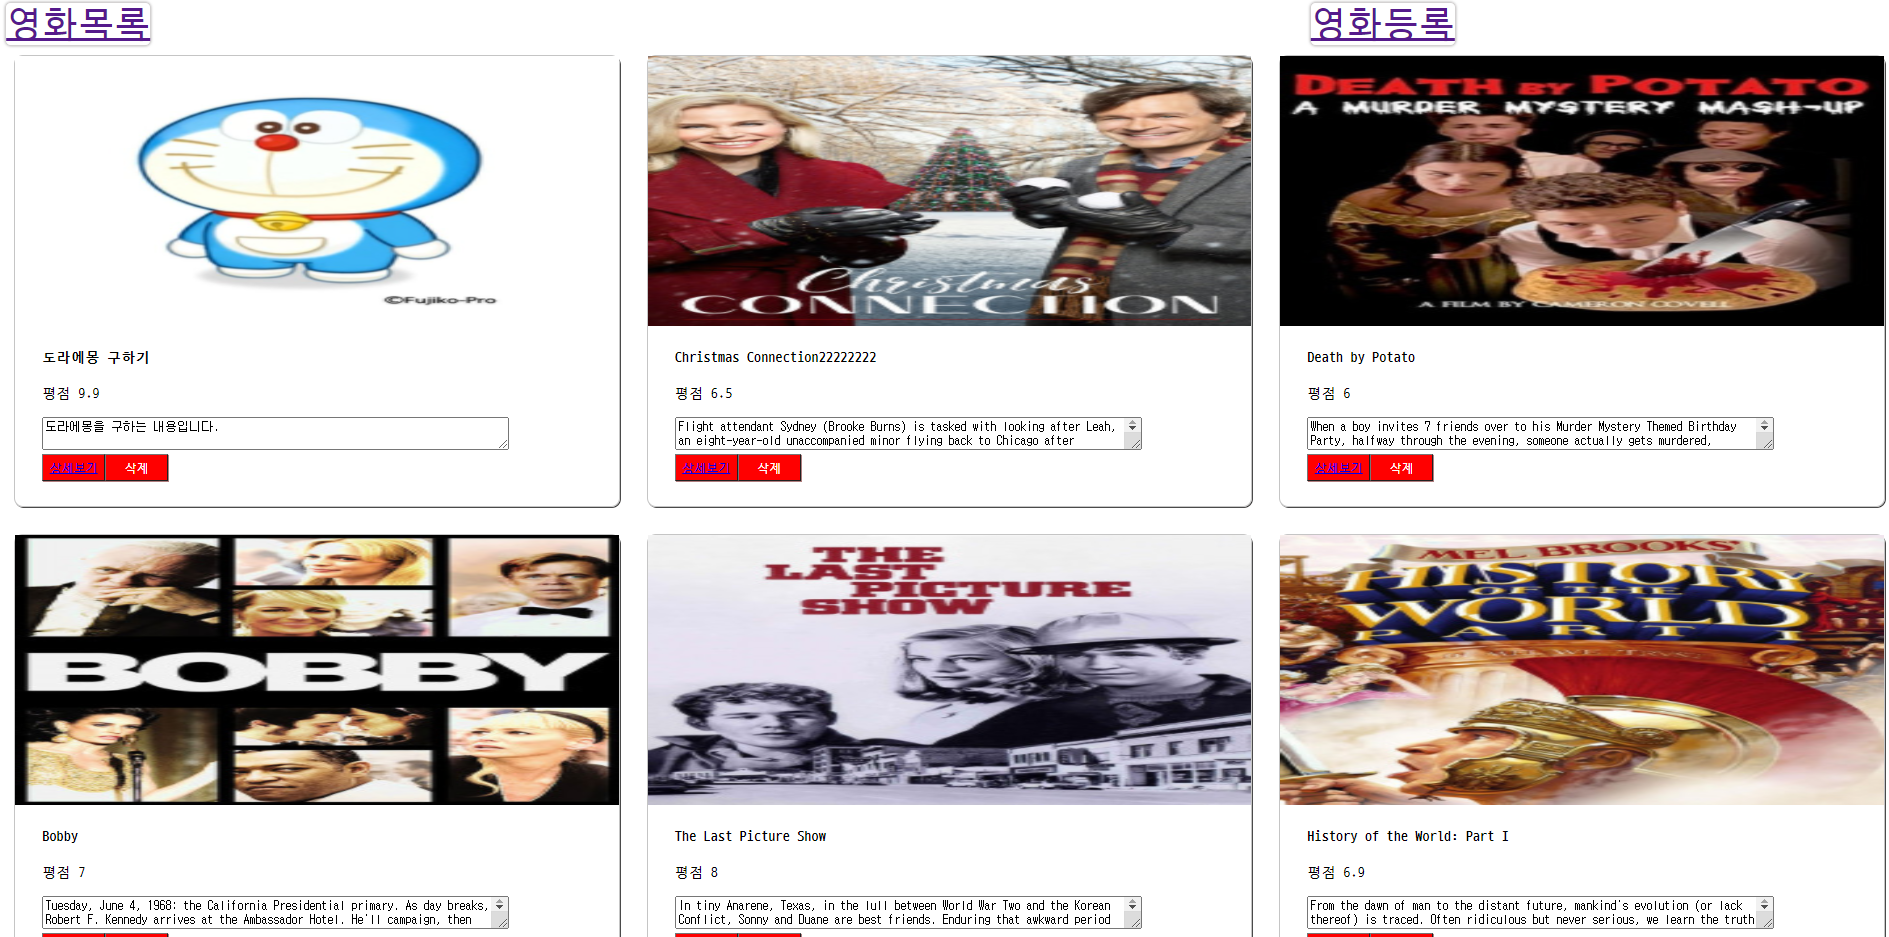 영화목록
영화등록
©Fujiko-Pro
도라에몽 구하기
평점 9.9
도라에몽을 구하는 내용입니다.
상세보기 삭제
Christmas
CONNECTION
Christmas Connection22222222
평점 6.5
Flight attendant Sydney (Brooke Burns) is tasked with looking after Leah,
an eight-year-old unaccompanied minor flying back to Chicago after
상세보기 삭제
DEATH BY POTATO
A MURDER MYSTERY MASH-UP
A FILM BY CAMERON COVELL
Death by Potato
평점 6
When a boy invites 7 friends over to his Murder Mystery Themed Birthday
Party, halfway through the evening, someone actually gets murdered,
상세보기 삭제
BOBBY
Bobby
평점 7
Tuesday, June 4, 1968: the California Presidential primary. As day breaks,
Robert F. Kennedy arrives at the Ambassador Hotel. He'll campaign, then
THE
LAST
PICTURE
SHOW
The Last Picture Show
평점 8
In tiny Anarene, Texas, in the lull between World War Two and the Korean
Conflict, Sonny and Duane are best friends. Enduring that awkward period
MEL BROOKS'
HISTORY
OF THE
WORLD
PART I
History of the World: Part I
평점 6.9
From the dawn of man to the distant future, mankind's evolution (or lack
thereof) is traced. Often ridiculous but never serious, we learn the truth